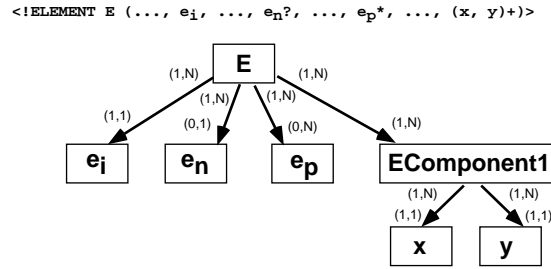 <!ELEMENT E (..., ei, ..., en?, ..., ep*, ..., (x, y)+)>
E
(1,N) (1,N) (1,N) (1,N)
(1,1) (0,1) (0,N) (1,N)
ei en ep EComponent1
(1,N) (1,N)
(1,1) (1,1)
x y